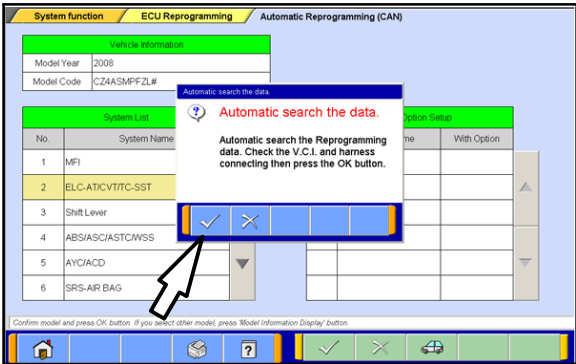 System function
ECU Reprogramming
Automatic Reprogramming (CAN)
Vehicle Information
Model Year 2008
Model Code CZ4ASMPFZL#
Automatic search the data.
Automatic search the data.
Automatic search the Reprogramming
data. Check the V.C.I. and harness
connecting then press the OK button.
System List
Option Setup
No. System Name
With Option
1 MFI
2 ELC-AT/CVT/TC-SST
3 Shift Lever
4 ABS/ASC/ASTC/WSS
5 AYC/ACD
6 SRS-AIR BAG
Confirm model and press OK button. If you select other model, press 'Model Information Display' button.
?